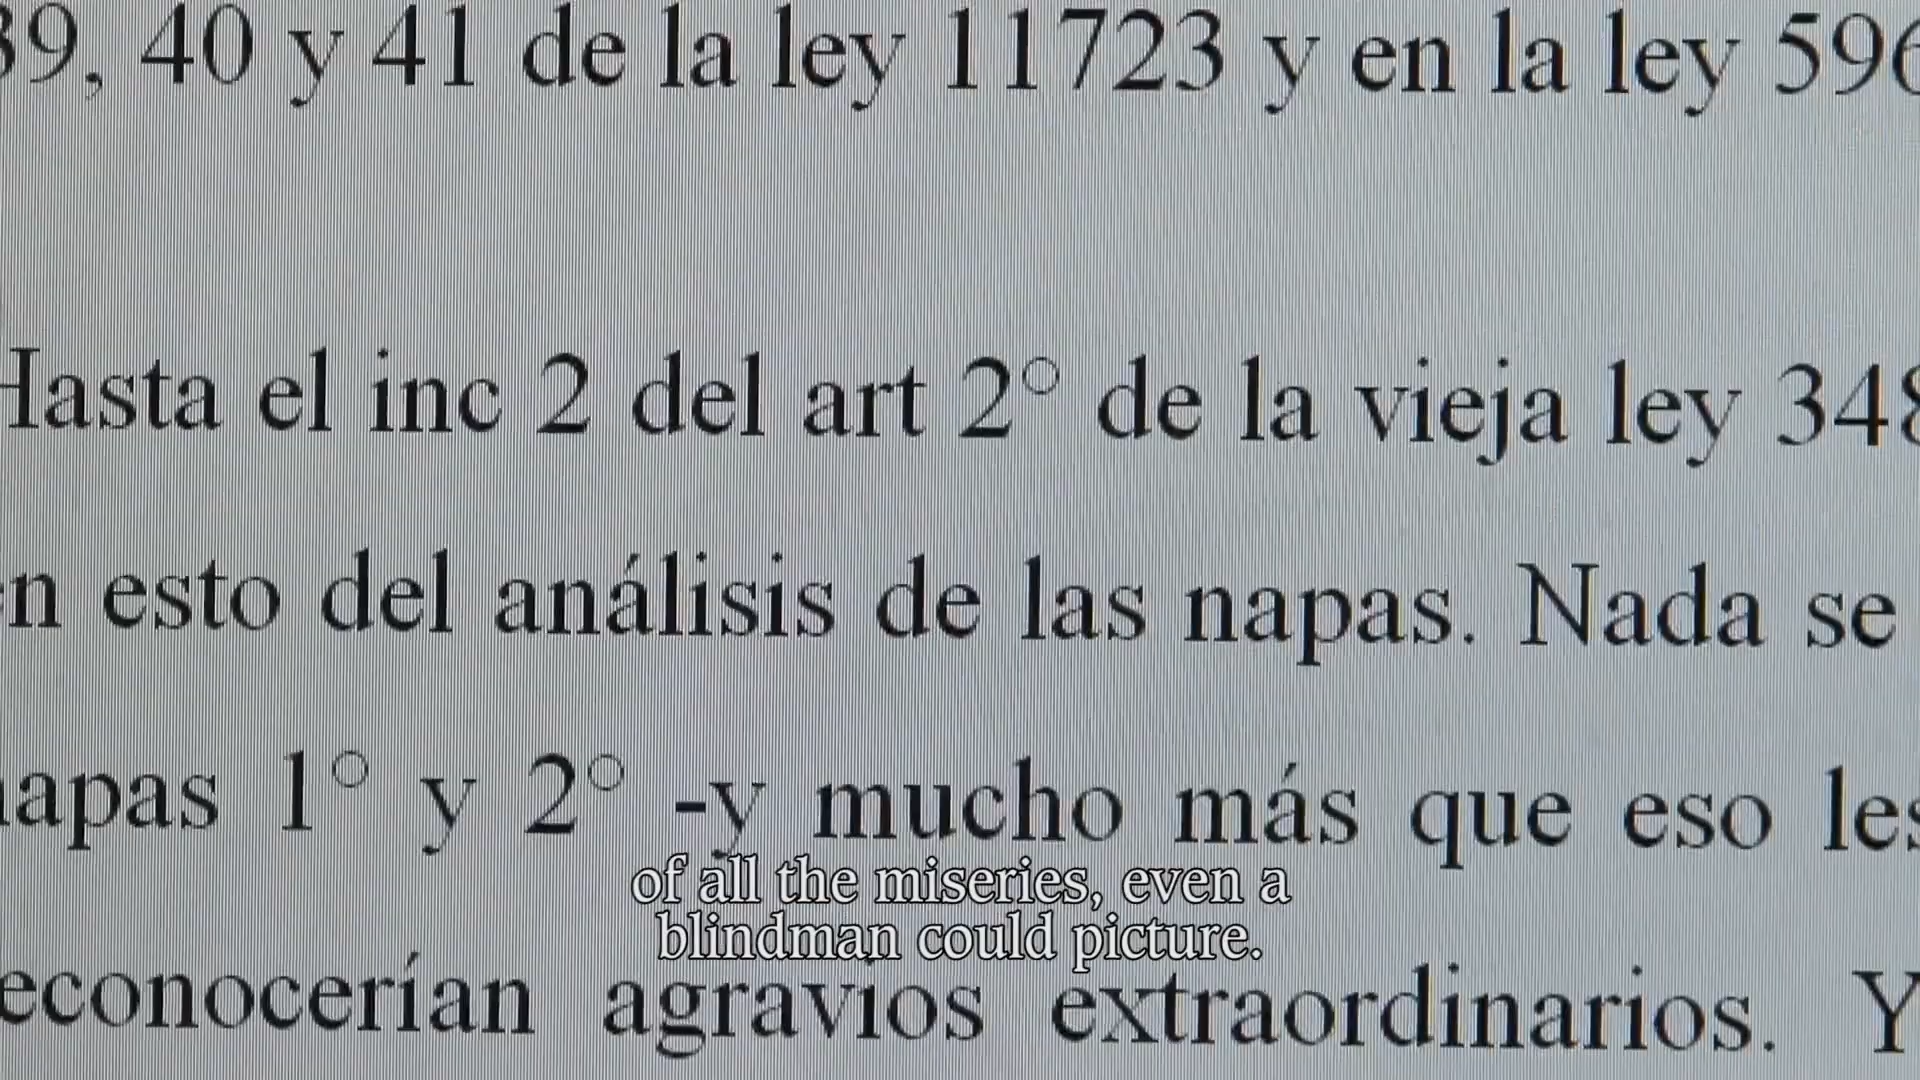 39, 40 y 41 de la ley 11723 y en la ley 596
Hasta el inc 2 del art 2° de la vieja ley 348
n esto del análisis de las napas. Nada se
napas 1° y 2° -y mucho más que eso les
of all the miseries, even a
blindman could picture.
econocerían agravios extraordinarios. Y